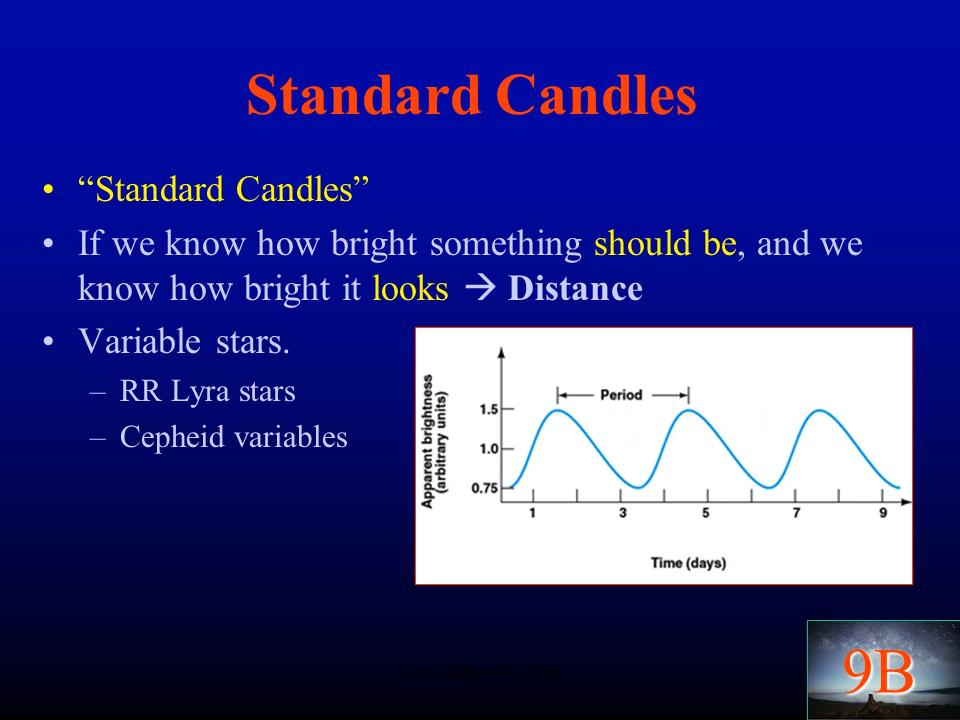 Standard Candles
• “Standard Candles”
• If we know how bright something should be, and we
know how bright it looks → Distance
• Variable stars.
– RR Lyra stars
– Cepheid variables
Apparent brightness
(arbitrary units)
1.5
1.0
0.75
Period
1 3 5 7 9
Time (days)
9B